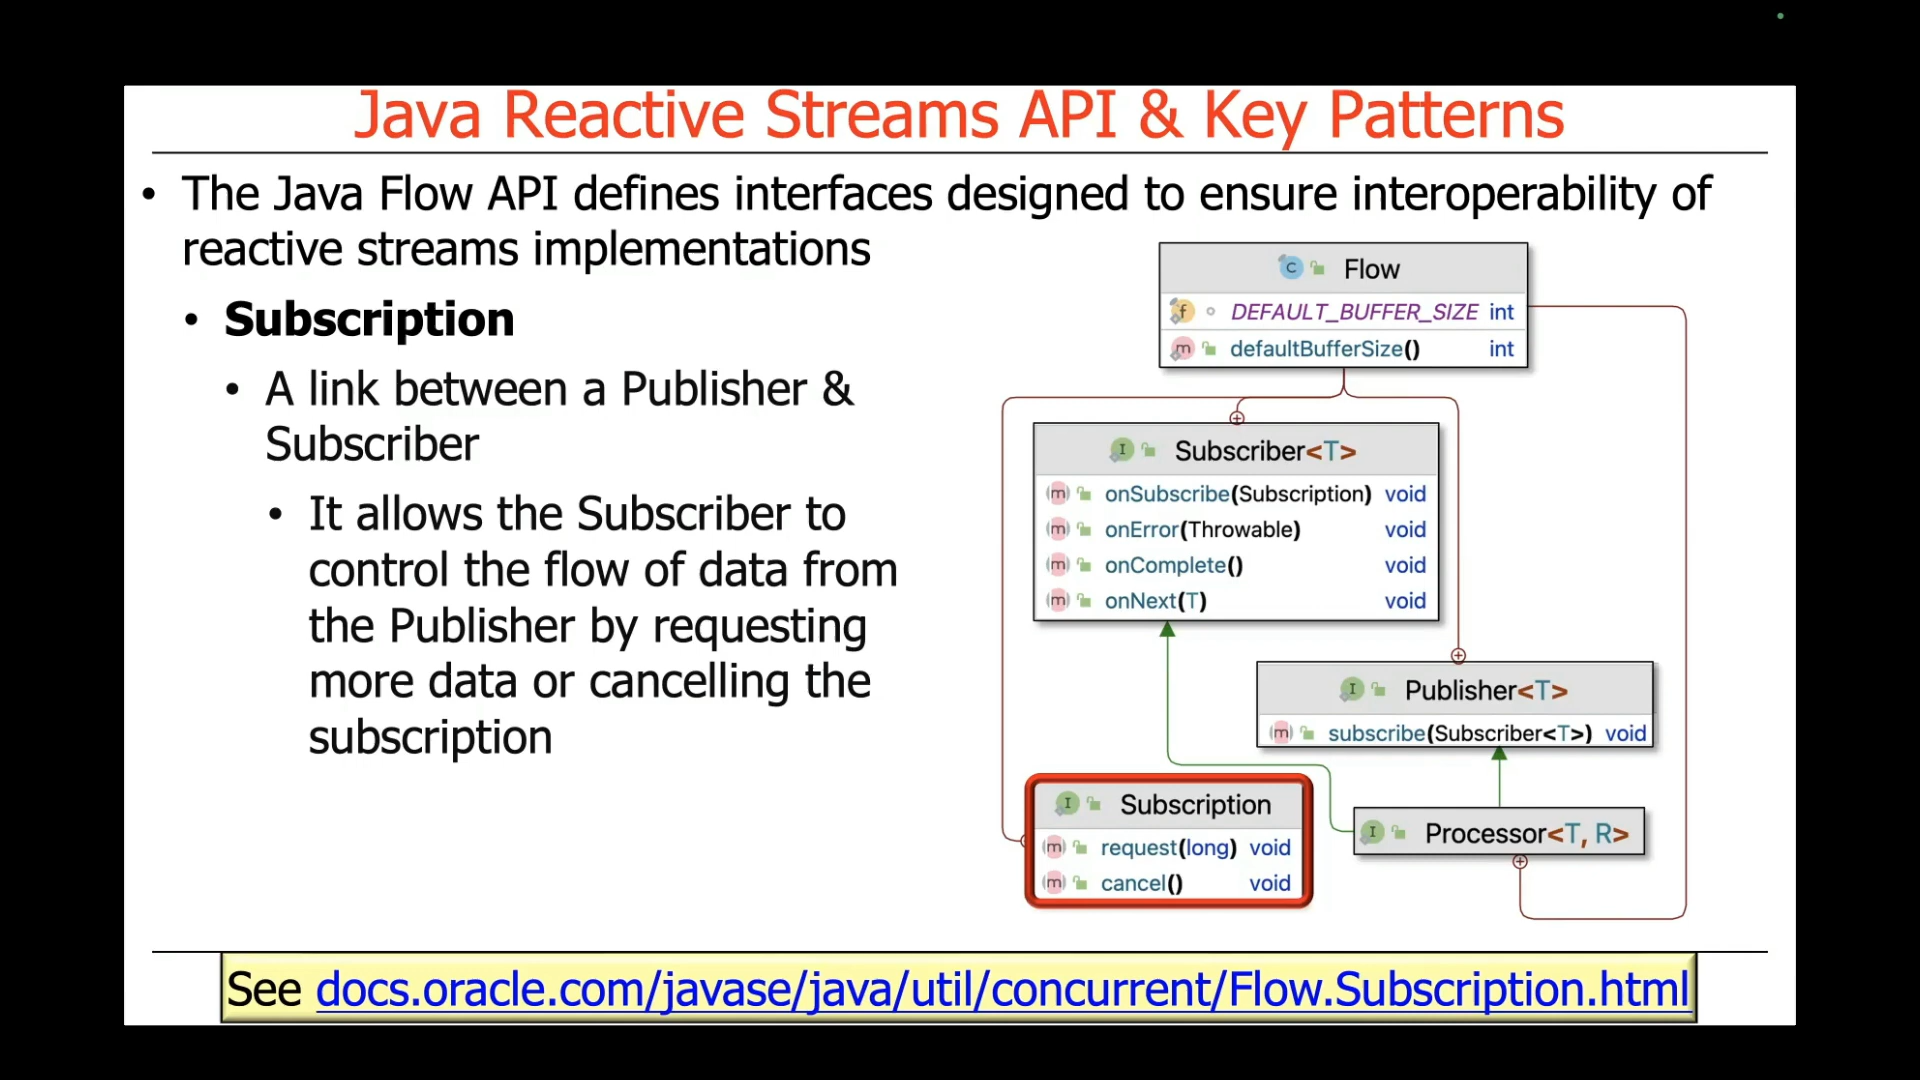 Java Reactive Streams API & Key Patterns
• The Java Flow API defines interfaces designed to ensure interoperability of
reactive streams implementations
• Subscription
• A link between a Publisher &
Subscriber
• It allows the Subscriber to
control the flow of data from
the Publisher by requesting
more data or cancelling the
subscription
C Flow
f DEFAULT_BUFFER_SIZE int
m defaultBufferSize() int
I Subscriber<T>
m onSubscribe(Subscription) void
m onError(Throwable) void
m onComplete() void
m onNext(T) void
I Publisher<T>
m subscribe(Subscriber<T>) void
I Subscription
m request(long) void
m cancel() void
I Processor<T, R>
See docs.oracle.com/javase/java/util/concurrent/Flow.Subscription.html